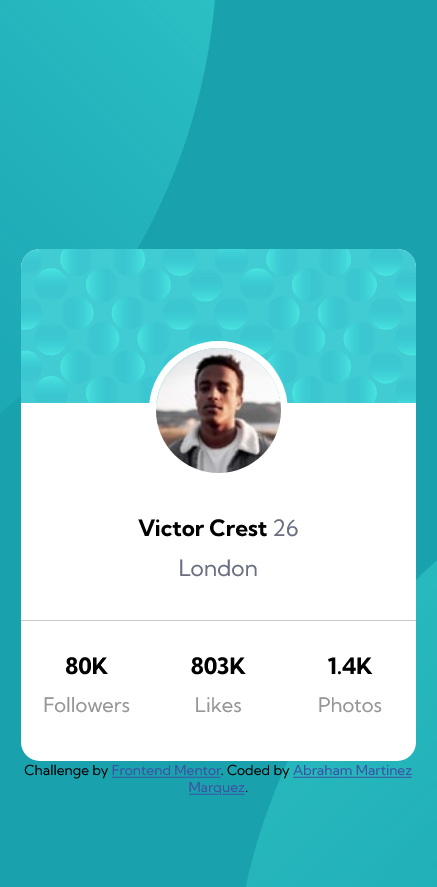 Victor Crest 26
London
80K 803K 1.4K
Followers Likes Photos
Challenge by Frontend Mentor. Coded by Abraham Martinez
Marquez.